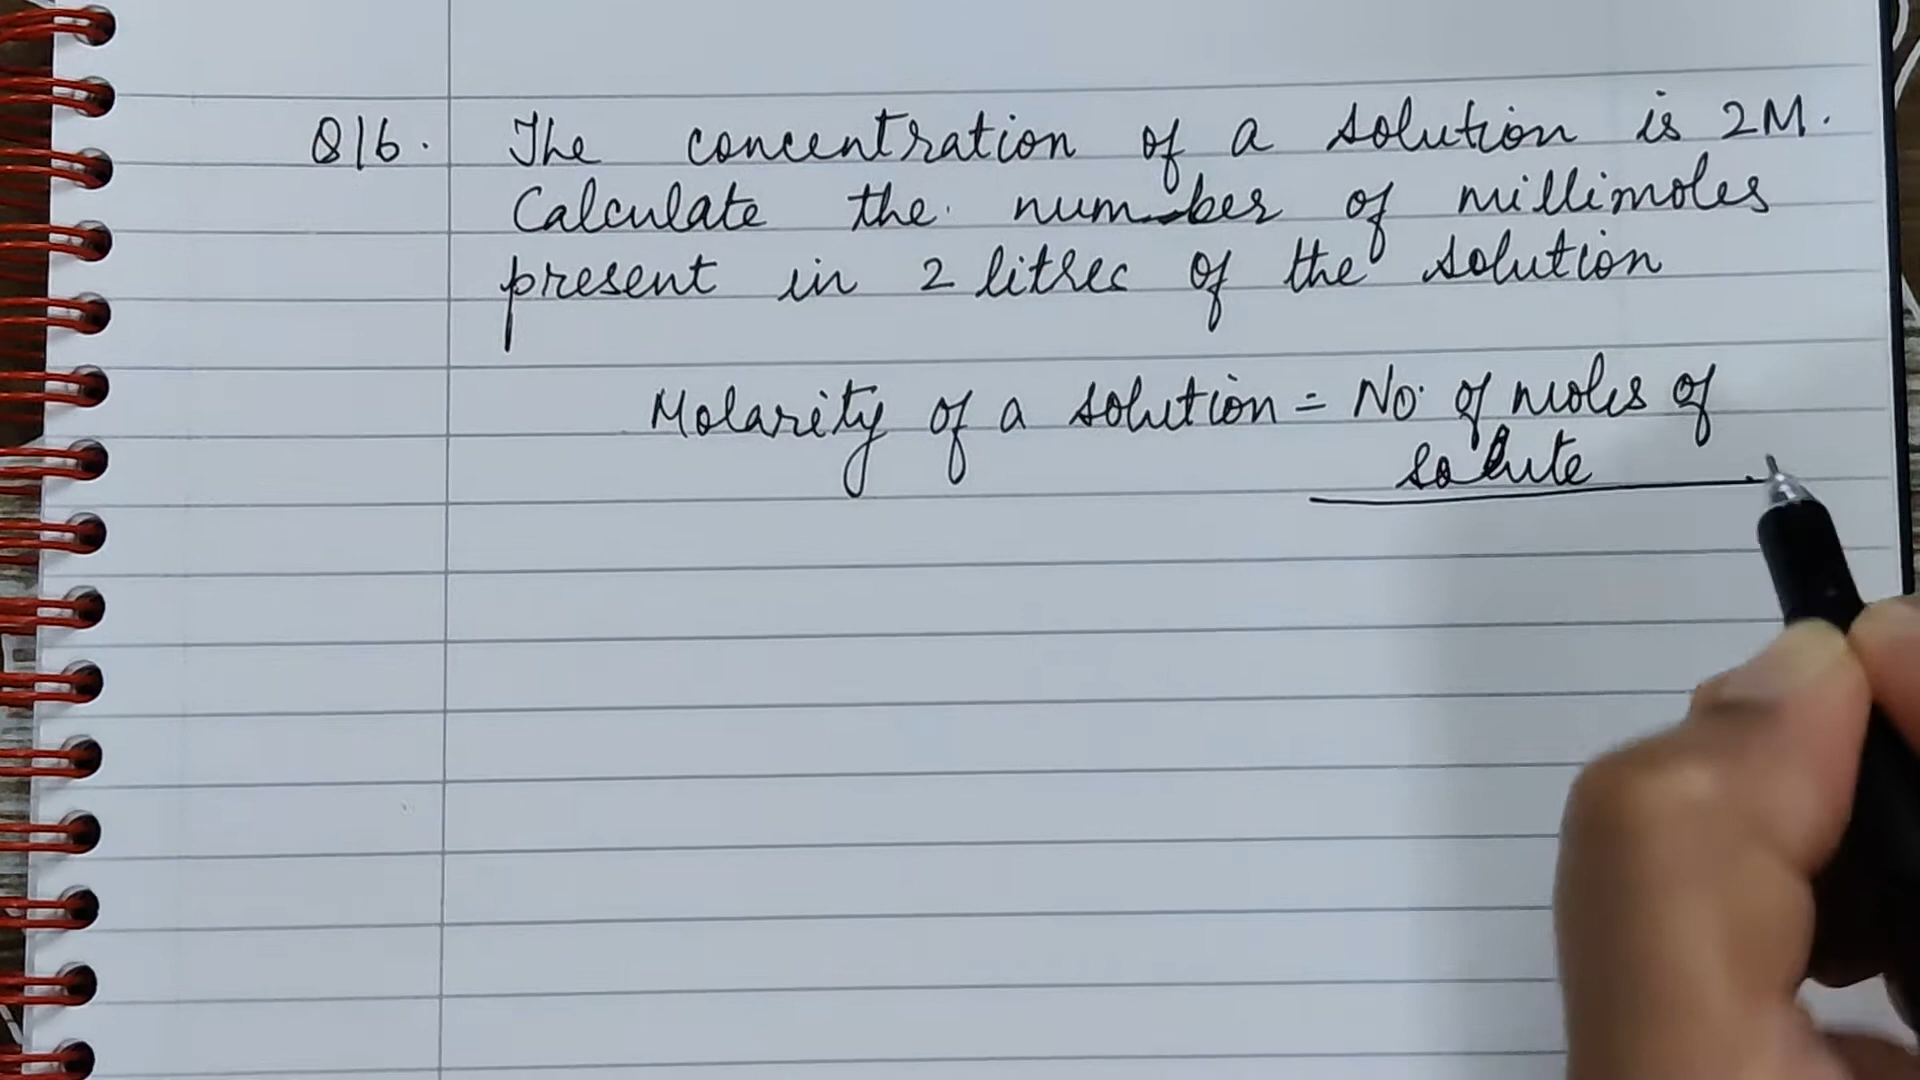 Q16. The concentration of a solution is 2M.
Calculate the number of millimoles
present in 2 litres of the solution
Molarity of a solution = No. of moles of
solute